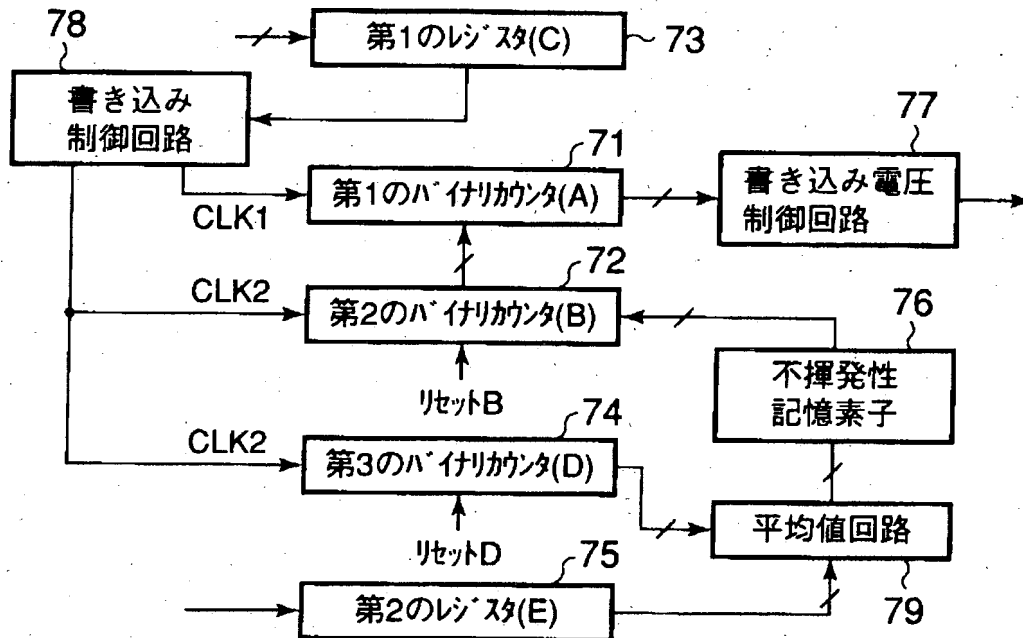 78
第1のレジスタ(C)
73
書き込み
制御回路
71
77
第1のバイナリカウンタ(A)
書き込み電圧
制御回路
CLK1
72
CLK2
第2のバイナリカウンタ(B)
76
不揮発性
記憶素子
リセットB
74
CLK2
第3のバイナリカウンタ(D)
平均値回路
リセットD
75
79
第2のレジスタ(E)